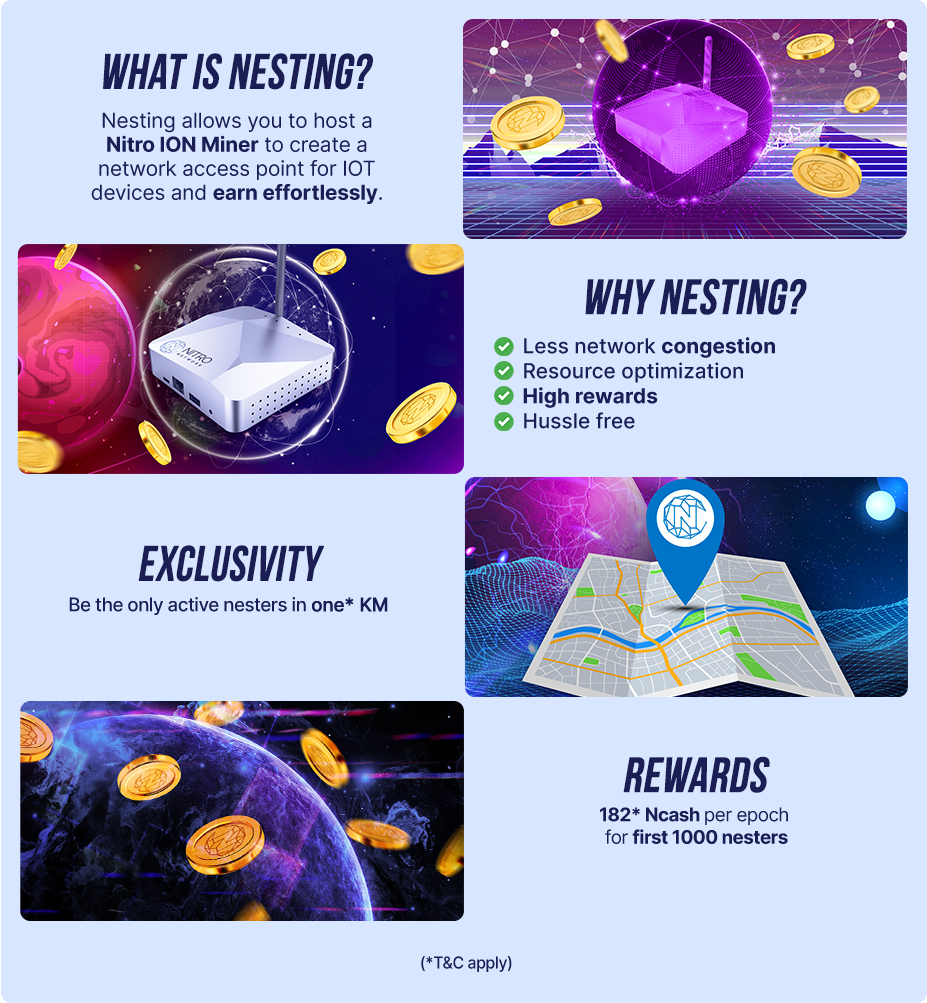 WHAT IS NESTING?
Nesting allows you to host a
Nitro ION Miner to create a
network access point for IOT
devices and earn effortlessly.
NITRO
NETWORK
WHY NESTING?
Less network congestion
Resource optimization
High rewards
Hussle free
EXCLUSIVITY
Be the only active nesters in one* KM
N
REWARDS
182* Ncash per epoch
for first 1000 nesters
(*T&C apply)